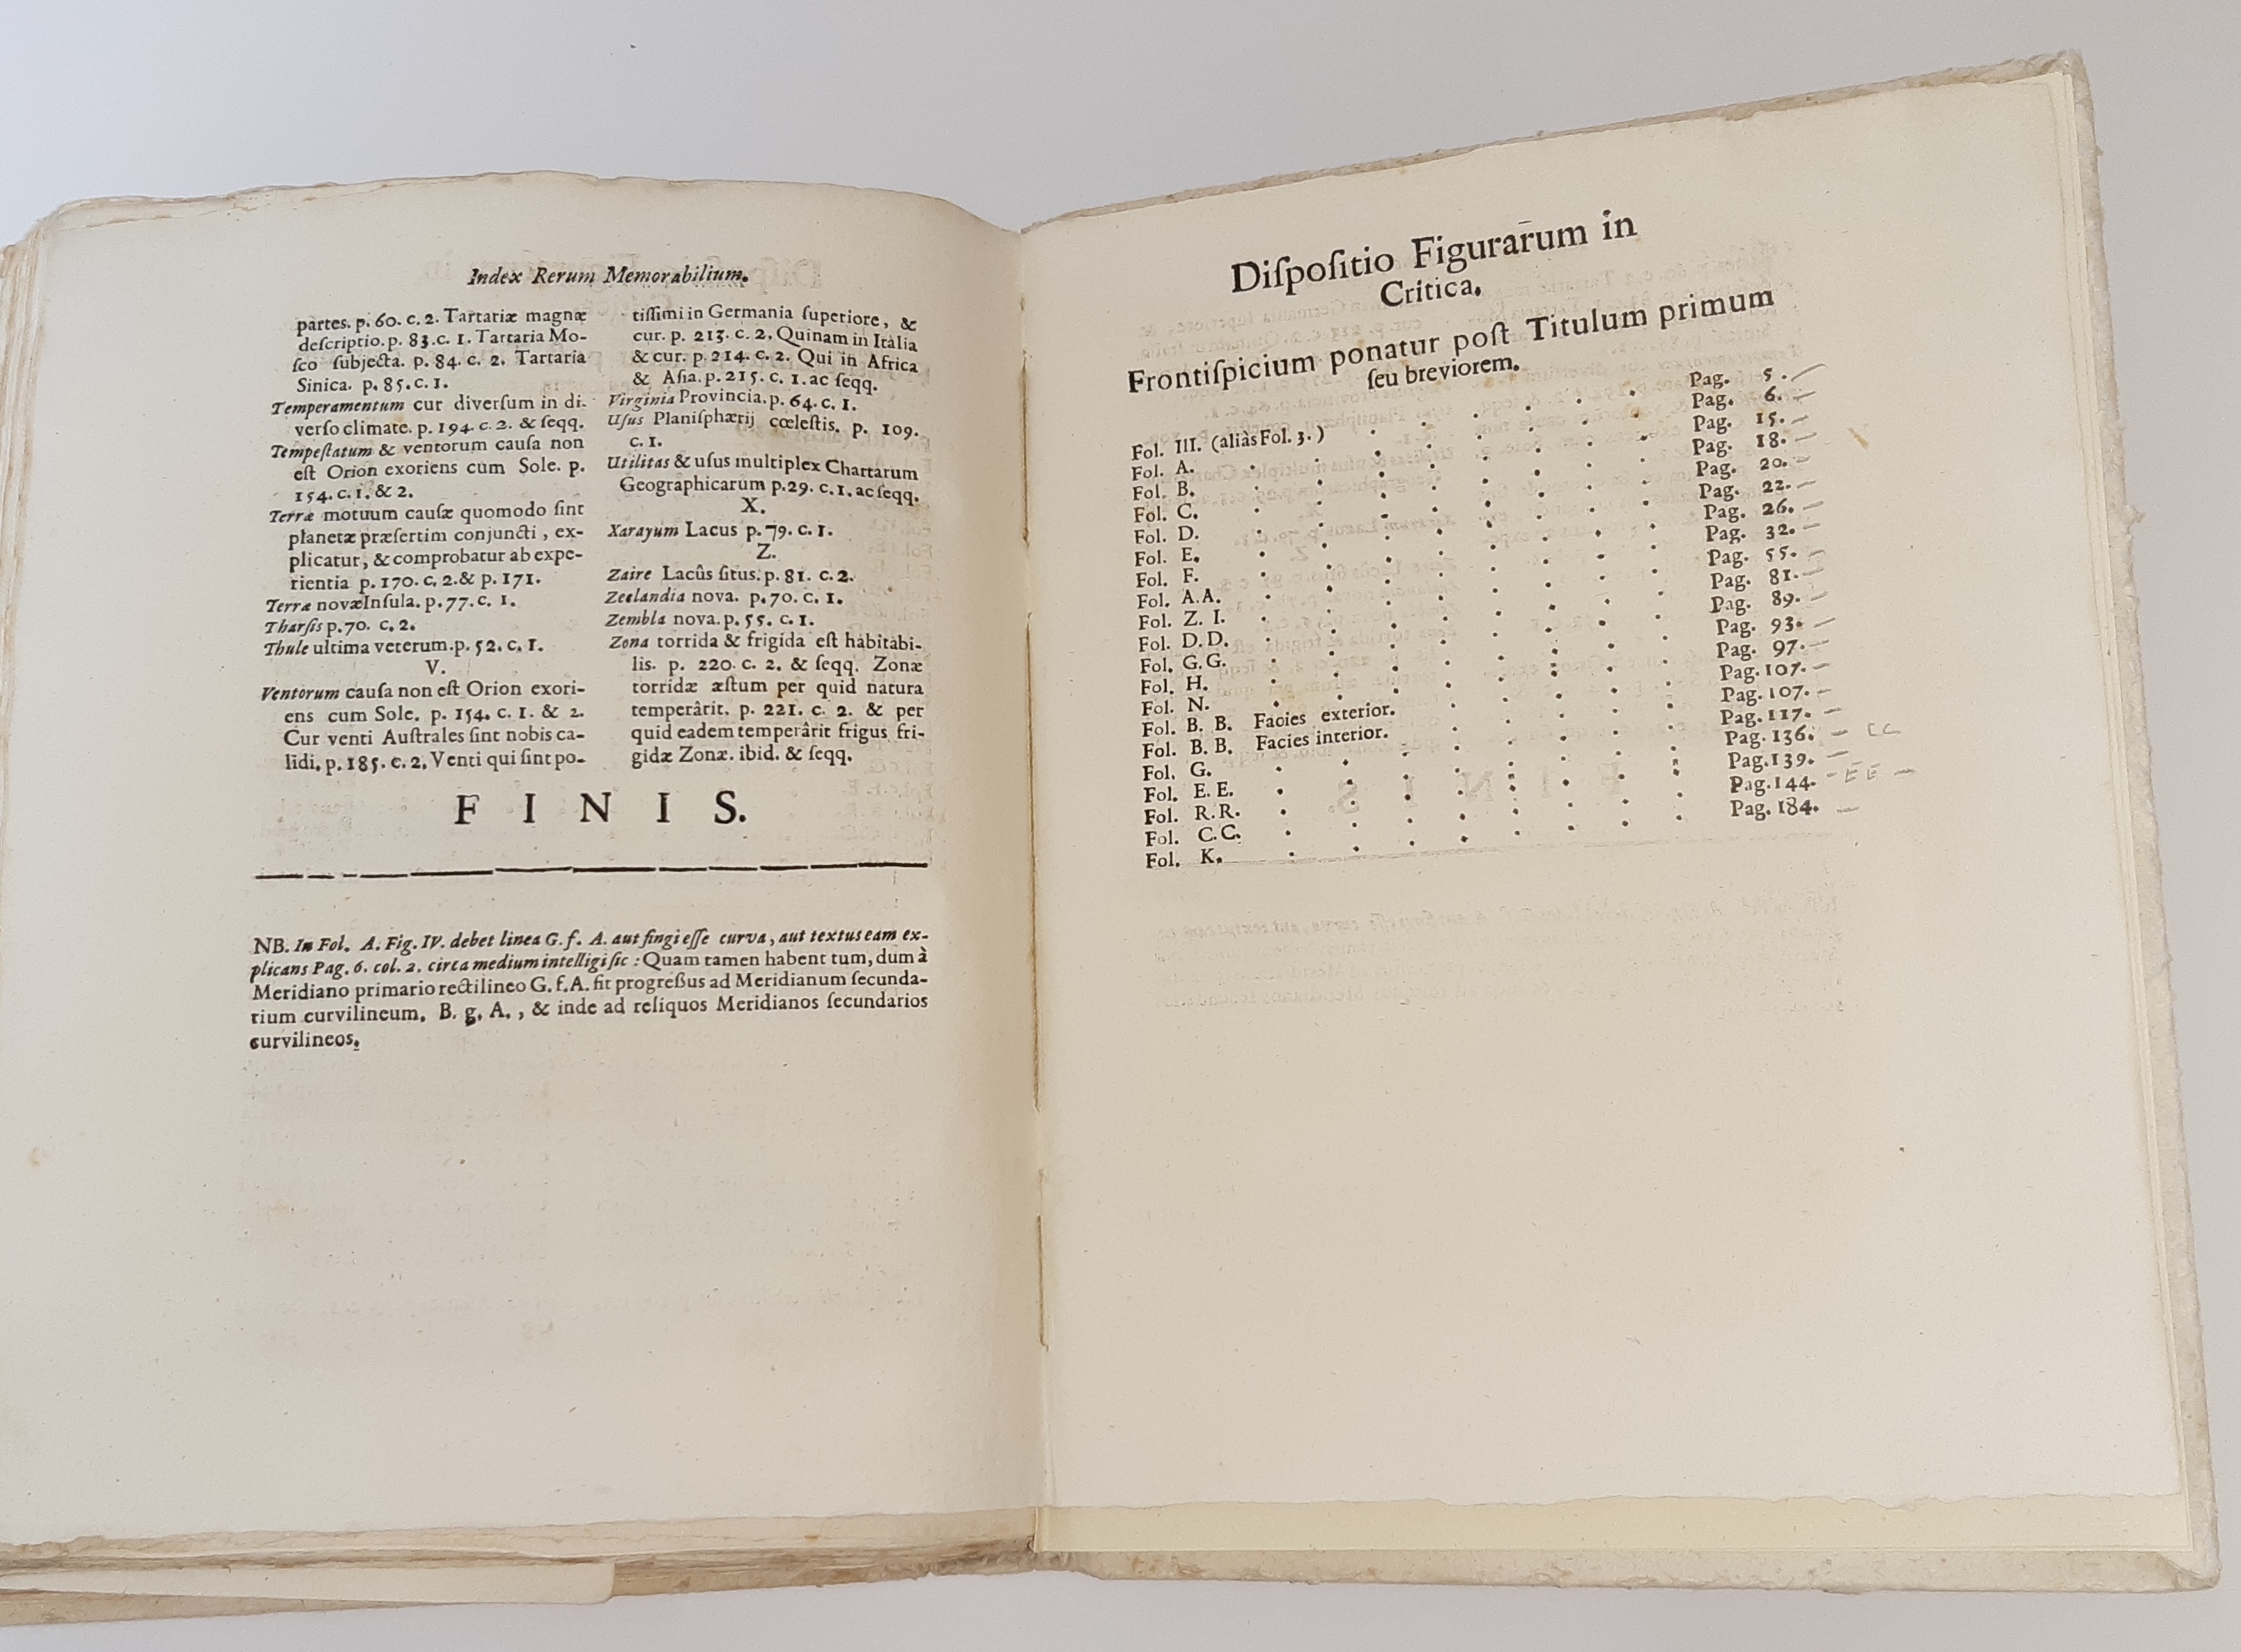 Index Rerum Memorabilium.
partes. p. 60. c. 2. Tartariæ magnæ
deſcriptio. p. 83. c. 1. Tartaria Mo-
ſco ſubjecta. p. 84. c. 2. Tartaria
Sinica. p. 85. c. 1.
Temperamentum cur diverſum in di-
verſo climate. p. 194. c. 2. & ſeqq.
Tempeſtatum & ventorum cauſa non
eſt Orion exoriens cum Sole. p.
154. c. 1. & 2.
Terræ motuum cauſæ quomodo ſint
planetæ præſertim conjuncti, ex-
plicatur, & comprobatur ab expe-
rientia p. 170. c, 2. & p. 171.
Terra novæ Inſula. p. 77. c. 1.
Tharſis p. 70. c. 2.
Thule ultima veterum. p. 52. c. 1.
V.
Ventorum cauſa non eſt Orion exori-
ens cum Sole. p. 154. c. 1. & 2.
Cur venti Auſtrales ſint nobis ca-
lidi. p. 185. c. 2. Venti qui ſint po-
tiſſimi in Germania ſuperiore, &
cur. p. 213. c. 2. Quinam in Italia
& cur p. 214. c. 2. Qui in Africa
& Aſia. p. 215. c. 1. ac ſeqq.
Virginia Provincia. p. 64. c. 1.
Uſus Planiſphærij cœleſtis. p. 109.
c. 1.
Utilitas & uſus multiplex Chartarum
Geographicarum p. 29. c. 1. ac ſeqq.
X.
Xarayum Lacus p. 79. c. 1.
Z.
Zaire Lacûs ſitus. p. 81. c. 2.
Zeelandia nova. p. 70. c. 1.
Zembla nova. p. 55. c. 1.
Zona torrida & frigida eſt habitabi-
lis. p. 220. c. 2. & ſeqq. Zonæ
torridæ æſtum per quid natura
temperârit. p. 221. c. 2. & per
quid eadem temperârit frigus fri-
gidæ Zonæ. ibid. & ſeqq.
FINIS.
NB. In Fol. A. Fig. IV. debet linea G. f. A. aut fingi eſſe curva, aut textus eam ex-
plicans Pag. 6. col. 2. circa medium intelligi ſic : Quam tamen habent tum, dum à
Meridiano primario rectilineo G. f. A. fit progreßus ad Meridianum ſecunda-
rium curvilineum. B. g. A. , & inde ad reliquos Meridianos ſecundarios
curvilineos.
Diſpoſitio Figurarum in
Critica.
Frontiſpicium ponatur poſt Titulum primum
ſeu breviorem.
Fol. III. (aliàs Fol. 3.) Pag. 5.
Fol. A. Pag. 6.
Fol. B. Pag. 15.
Fol. C. Pag. 18.
Fol. D. Pag. 20.
Fol. E. Pag. 22.
Fol. F. Pag. 26.
Fol. A.A. Pag. 32.
Fol. Z. I. Pag. 55.
Fol. D.D. Pag. 81.
Fol. G.G. Pag. 89.
Fol. H. Pag. 93.
Fol. N. Pag. 97.
Fol. B. B. Facies exterior. Pag. 107.
Fol. B. B. Facies interior. Pag. 107.
Fol. G. Pag. 117.
Fol. E. E. Pag. 136. – CC
Fol. R.R. Pag. 139.
Fol. C.C. Pag. 144. – EE –
Fol. K. Pag. 184.